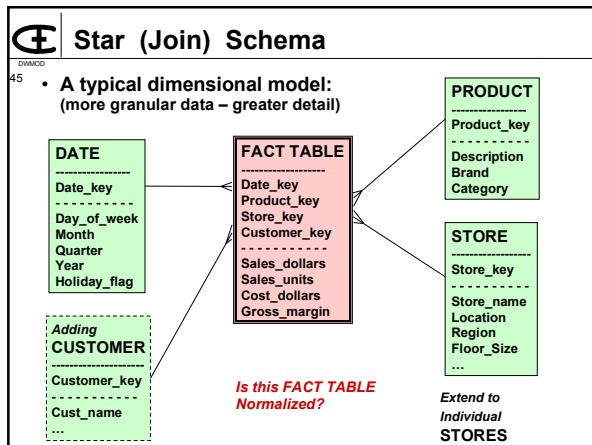 Star (Join) Schema
DWMOD
45
• A typical dimensional model:
(more granular data – greater detail)
DATE
-----------------
Date_key
- - - - - - - - - -
Day_of_week
Month
Quarter
Year
Holiday_flag
Adding
CUSTOMER
---------------------
Customer_key
- - - - - - - - - -
Cust_name
...
FACT TABLE
-------------------
Date_key
Product_key
Store_key
Customer_key
- - - - - - - - - - -
Sales_dollars
Sales_units
Cost_dollars
Gross_margin
Is this FACT TABLE
Normalized?
PRODUCT
-----------------
Product_key
- - - - - - - - - -
Description
Brand
Category
STORE
------------------
Store_key
- - - - - - - - - -
Store_name
Location
Region
Floor_Size
...
Extend to
Individual
STORES